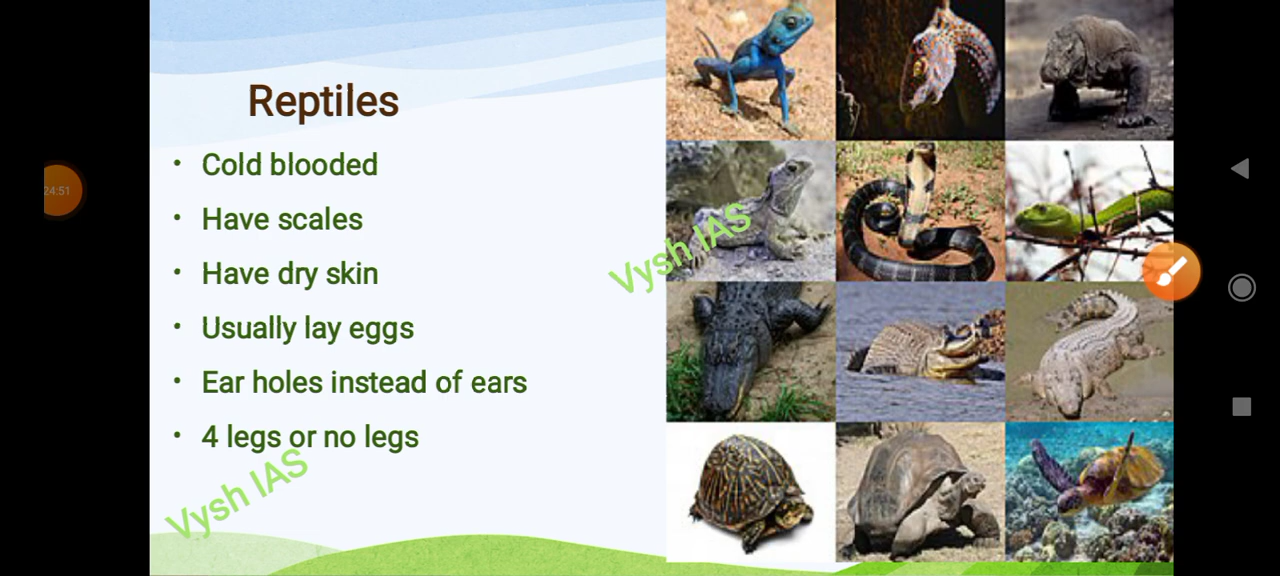 Reptiles
• Cold blooded
• Have scales
• Have dry skin
• Usually lay eggs
• Ear holes instead of ears
• 4 legs or no legs
Vysh IAS
Vysh IAS
24:51